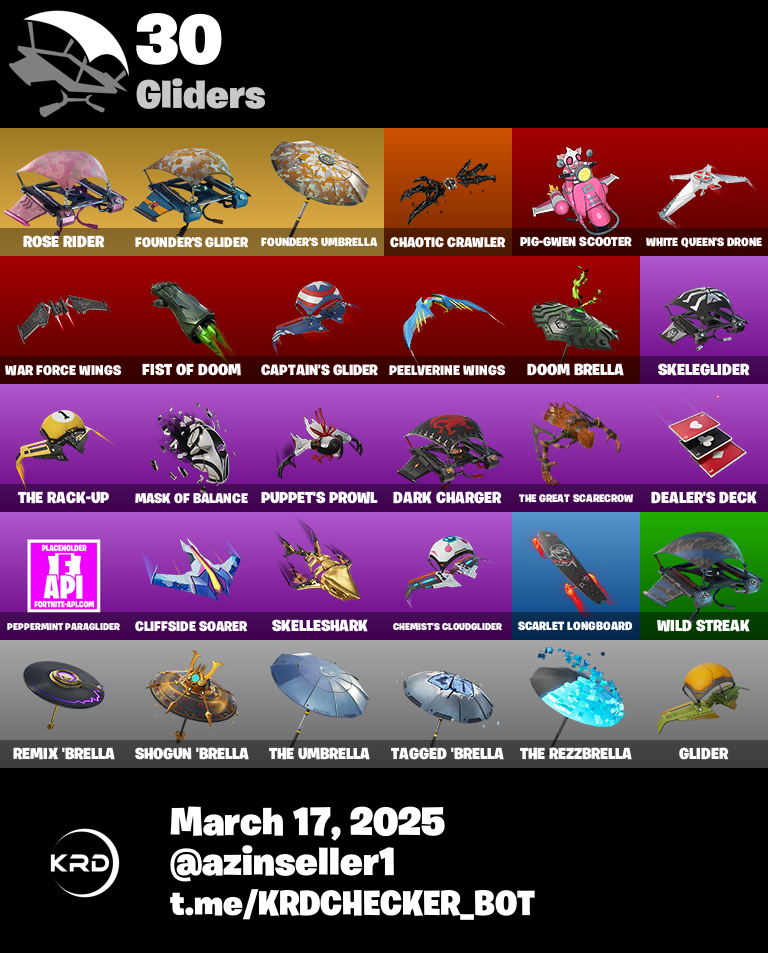 30
Gliders
ROSE RIDER
FOUNDER'S GLIDER
FOUNDER'S UMBRELLA
CHAOTIC CRAWLER
PIG-GWEN SCOOTER
WHITE QUEEN'S DRONE
WAR FORCE WINGS
FIST OF DOOM
CAPTAIN'S GLIDER
PEELVERINE WINGS
DOOM BRELLA
SKELEGLIDER
1
THE RACK-UP
MASK OF BALANCE
PUPPET'S PROWL
DARK CHARGER
THE GREAT SCARECROW
DEALER'S DECK
PLACEHOLDER
F
API
FORTNITE-API.COM
PEPPERMINT PARAGLIDER
CLIFFSIDE SOARER
SKELLESHARK
CHEMIST'S CLOUDGLIDER
SCARLET LONGBOARD
WILD STREAK
REMIX 'BRELLA
SHOGUN 'BRELLA
THE UMBRELLA
TAGGED 'BRELLA
THE REZZBRELLA
GLIDER
KRD
March 17, 2025
@azinseller1
t.me/KRDCHECKER_BOT